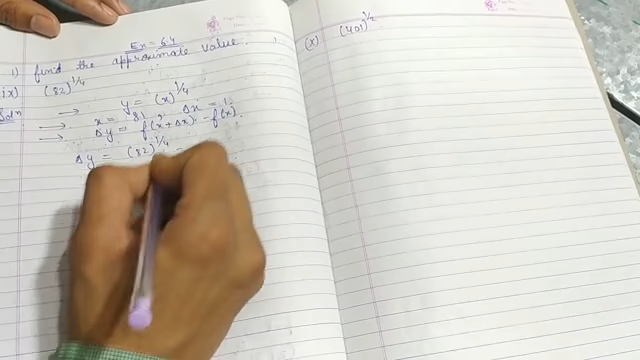 Ex = 6.4
1) find the approximate value.
(ix) (82)^1/4
Soln → y = (x)^1/4
→ x = 81, Δx = 1
→ Δy = f(x+Δx) - f(x).
Δy = (82)^1/4 -
(x) (401)^1/2